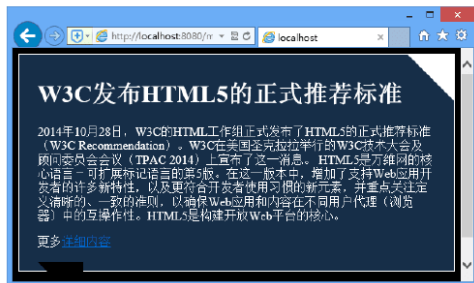 http://localhost:8080/m
localhost
W3C发布HTML5的正式推荐标准
2014年10月28日，W3C的HTML工作组正式发布了HTML5的正式推荐标准
（W3C Recommendation）。W3C在美国圣克拉拉举行的W3C技术大会及
顾问委员会会议（TPAC 2014）上宣布了这一消息。 HTML5是万维网的核
心语言－可扩展标记语言的第5版。在这一版本中，增加了支持Web应用开
发者的许多新特性，以及更符合开发者使用习惯的新元素，并重点关注定
义清晰的、一致的准则，以确保Web应用和内容在不同用户代理（浏览
器）中的互操作性。HTML5是构建开放Web平台的核心。
更多详细内容